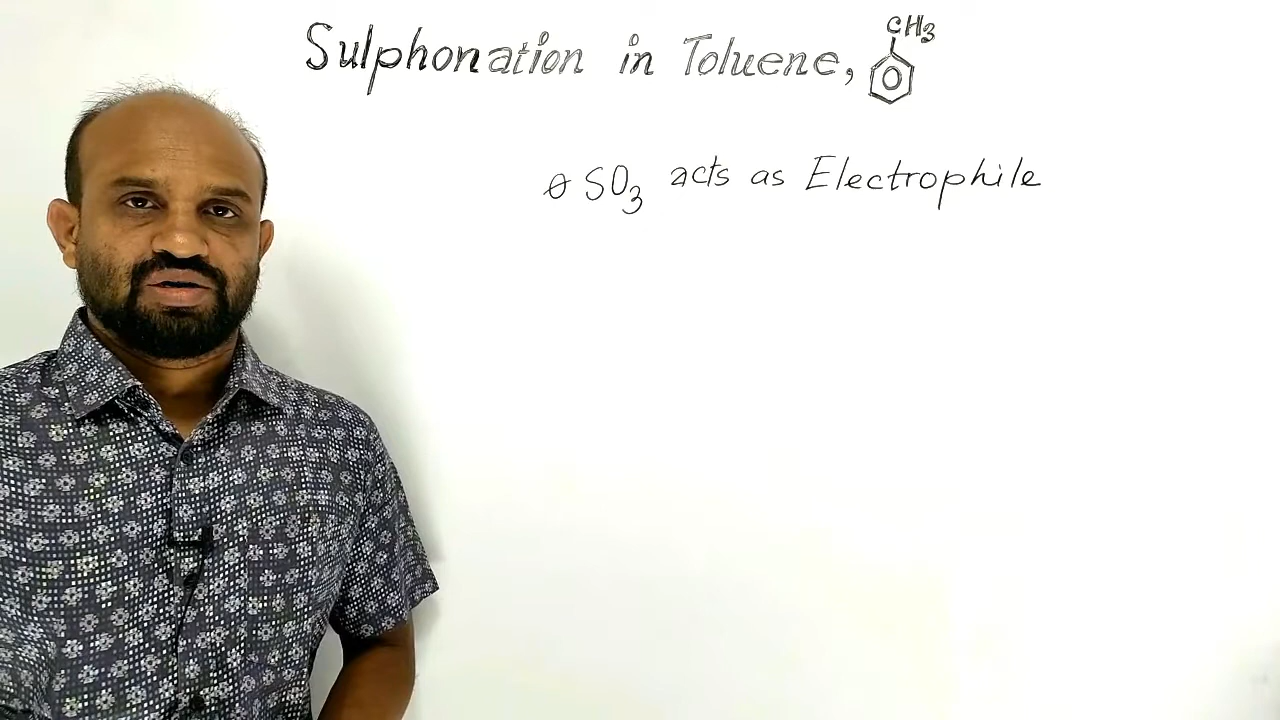 Sulphonation in Toluene, CH3
SO3 acts as Electrophile